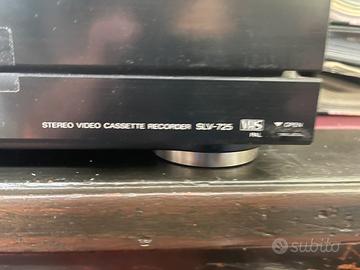 STEREO VIDEO CASSETTE RECORDER SLV-725 VHS ▼ OPEN
PAL
subito